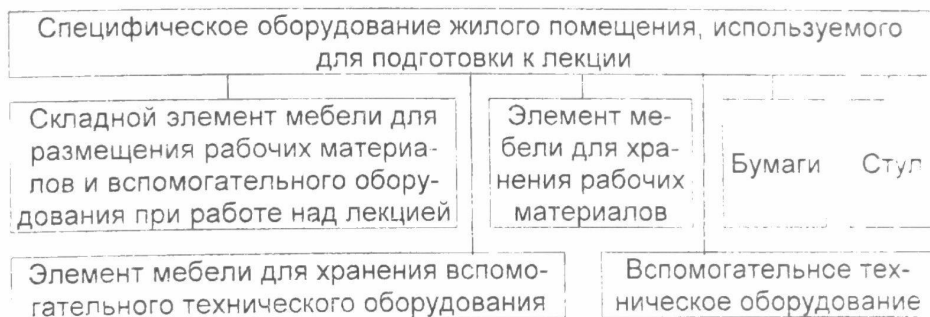 Специфическое оборудование жилого помещения, используемого
для подготовки к лекции
Складной элемент мебели для
размещения рабочих материа-
лов и вспомогательного обору-
дования при работе над лекцией
Элемент ме-
бели для хра-
нения рабочих
материалов
Бумаги
Стул
Элемент мебели для хранения вспомо-
гательного технического оборудования
Вспомогательное тех-
ническое оборудование